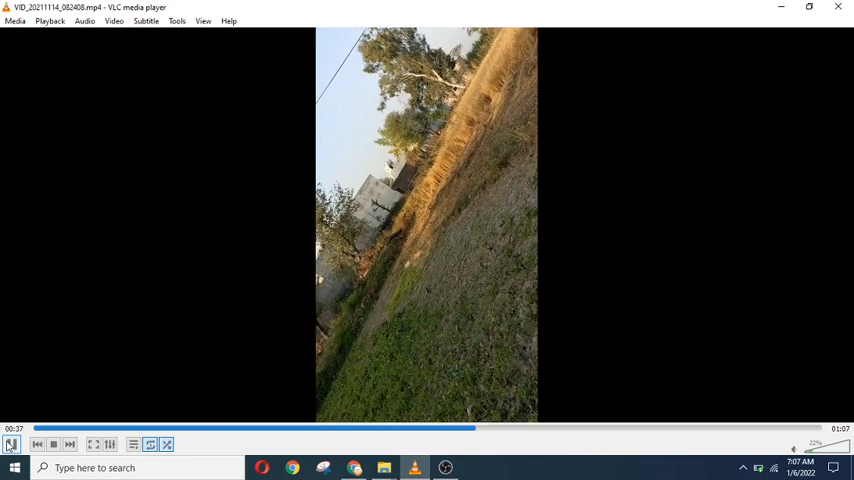 VID_20211114_082408.mp4 - VLC media player
Media Playback Audio Video Subtitle Tools View Help
00:37 01:07
22%
Type here to search
7:07 AM
1/6/2022